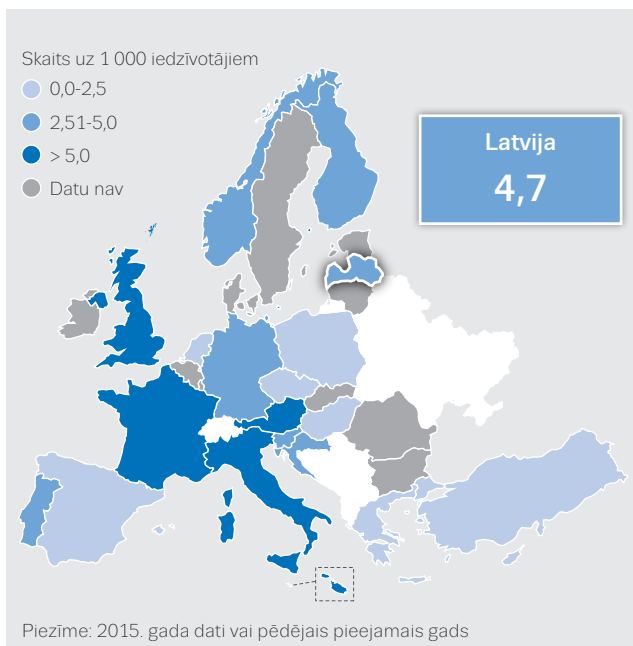 Skaits uz 1 000 iedzīvotājiem
0,0-2,5
2,51-5,0
> 5,0
Datu nav
Latvija
4,7
Piezīme: 2015. gada dati vai pēdējais pieejamais gads